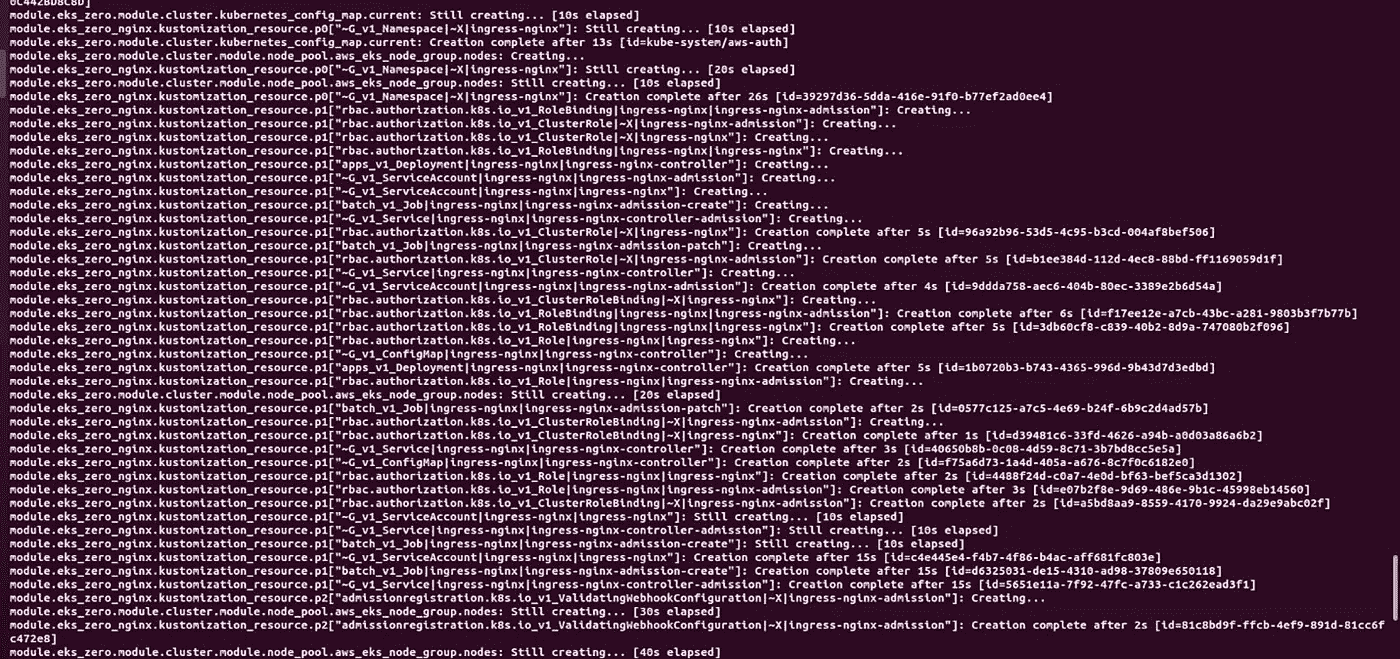 0C442BD8C8D]
module.eks_zero.module.cluster.kubernetes_config_map.current: Still creating... [10s elapsed]
module.eks_zero_nginx.kustomization_resource.p0["~G_v1_Namespace|~X|ingress-nginx"]: Still creating... [10s elapsed]
module.eks_zero.module.cluster.kubernetes_config_map.current: Creation complete after 13s [id=kube-system/aws-auth]
module.eks_zero.module.cluster.module.node_pool.aws_eks_node_group.nodes: Creating...
module.eks_zero_nginx.kustomization_resource.p0["~G_v1_Namespace|~X|ingress-nginx"]: Still creating... [20s elapsed]
module.eks_zero.module.cluster.module.node_pool.aws_eks_node_group.nodes: Still creating... [10s elapsed]
module.eks_zero_nginx.kustomization_resource.p0["~G_v1_Namespace|~X|ingress-nginx"]: Creation complete after 26s [id=39297d36-5dda-416e-91f0-b77ef2ad0ee4]
module.eks_zero_nginx.kustomization_resource.p1["rbac.authorization.k8s.io_v1_RoleBinding|ingress-nginx|ingress-nginx-admission"]: Creating...
module.eks_zero_nginx.kustomization_resource.p1["rbac.authorization.k8s.io_v1_ClusterRole|~X|ingress-nginx-admission"]: Creating...
module.eks_zero_nginx.kustomization_resource.p1["rbac.authorization.k8s.io_v1_ClusterRole|~X|ingress-nginx"]: Creating...
module.eks_zero_nginx.kustomization_resource.p1["rbac.authorization.k8s.io_v1_RoleBinding|ingress-nginx|ingress-nginx"]: Creating...
module.eks_zero_nginx.kustomization_resource.p1["apps_v1_Deployment|ingress-nginx|ingress-nginx-controller"]: Creating...
module.eks_zero_nginx.kustomization_resource.p1["~G_v1_ServiceAccount|ingress-nginx|ingress-nginx-admission"]: Creating...
module.eks_zero_nginx.kustomization_resource.p1["~G_v1_ServiceAccount|ingress-nginx|ingress-nginx"]: Creating...
module.eks_zero_nginx.kustomization_resource.p1["batch_v1_Job|ingress-nginx|ingress-nginx-admission-create"]: Creating...
module.eks_zero_nginx.kustomization_resource.p1["~G_v1_Service|ingress-nginx|ingress-nginx-controller-admission"]: Creating...
module.eks_zero_nginx.kustomization_resource.p1["rbac.authorization.k8s.io_v1_ClusterRole|~X|ingress-nginx"]: Creation complete after 5s [id=96a92b96-53d5-4c95-b3cd-004af8bef506]
module.eks_zero_nginx.kustomization_resource.p1["batch_v1_Job|ingress-nginx|ingress-nginx-admission-patch"]: Creating...
module.eks_zero_nginx.kustomization_resource.p1["rbac.authorization.k8s.io_v1_ClusterRole|~X|ingress-nginx-admission"]: Creation complete after 5s [id=b1ee384d-112d-4ec8-88bd-ff1169059d1f]
module.eks_zero_nginx.kustomization_resource.p1["~G_v1_Service|ingress-nginx|ingress-nginx-controller"]: Creating...
module.eks_zero_nginx.kustomization_resource.p1["~G_v1_ServiceAccount|ingress-nginx|ingress-nginx-admission"]: Creation complete after 4s [id=9ddda758-aec6-404b-80ec-3389e2b6d54a]
module.eks_zero_nginx.kustomization_resource.p1["rbac.authorization.k8s.io_v1_ClusterRoleBinding|~X|ingress-nginx"]: Creating...
module.eks_zero_nginx.kustomization_resource.p1["rbac.authorization.k8s.io_v1_RoleBinding|ingress-nginx|ingress-nginx-admission"]: Creation complete after 6s [id=f17ee12e-a7cb-43bc-a281-9803b3f7b77b]
module.eks_zero_nginx.kustomization_resource.p1["rbac.authorization.k8s.io_v1_RoleBinding|ingress-nginx|ingress-nginx"]: Creation complete after 5s [id=3db60cf8-c839-40b2-8d9a-747080b2f096]
module.eks_zero_nginx.kustomization_resource.p1["rbac.authorization.k8s.io_v1_Role|ingress-nginx|ingress-nginx"]: Creating...
module.eks_zero_nginx.kustomization_resource.p1["~G_v1_ConfigMap|ingress-nginx|ingress-nginx-controller"]: Creating...
module.eks_zero_nginx.kustomization_resource.p1["apps_v1_Deployment|ingress-nginx|ingress-nginx-controller"]: Creation complete after 5s [id=1b0720b3-b743-4365-996d-9b43d7d3edbd]
module.eks_zero_nginx.kustomization_resource.p1["rbac.authorization.k8s.io_v1_Role|ingress-nginx|ingress-nginx-admission"]: Creating...
module.eks_zero.module.cluster.module.node_pool.aws_eks_node_group.nodes: Still creating... [20s elapsed]
module.eks_zero_nginx.kustomization_resource.p1["batch_v1_Job|ingress-nginx|ingress-nginx-admission-patch"]: Creation complete after 2s [id=0577c125-a7c5-4e69-b24f-6b9c2d4ad57b]
module.eks_zero_nginx.kustomization_resource.p1["rbac.authorization.k8s.io_v1_ClusterRoleBinding|~X|ingress-nginx-admission"]: Creating...
module.eks_zero_nginx.kustomization_resource.p1["rbac.authorization.k8s.io_v1_ClusterRoleBinding|~X|ingress-nginx"]: Creation complete after 1s [id=d39481c6-33fd-4626-a94b-a0d03a86a6b2]
module.eks_zero_nginx.kustomization_resource.p1["~G_v1_Service|ingress-nginx|ingress-nginx-controller"]: Creation complete after 3s [id=40650b8b-0c08-4d59-8c71-3b7bd8cc5e5a]
module.eks_zero_nginx.kustomization_resource.p1["~G_v1_ConfigMap|ingress-nginx|ingress-nginx-controller"]: Creation complete after 2s [id=f75a6d73-1a4d-405a-a676-8c7f0c6182e0]
module.eks_zero_nginx.kustomization_resource.p1["rbac.authorization.k8s.io_v1_Role|ingress-nginx|ingress-nginx"]: Creation complete after 2s [id=4488f24d-c0a7-4e0d-bf63-bef5ca3d1302]
module.eks_zero_nginx.kustomization_resource.p1["rbac.authorization.k8s.io_v1_Role|ingress-nginx|ingress-nginx-admission"]: Creation complete after 3s [id=e07b2f8e-9d69-486e-9b1c-45998eb14560]
module.eks_zero_nginx.kustomization_resource.p1["rbac.authorization.k8s.io_v1_ClusterRoleBinding|~X|ingress-nginx-admission"]: Creation complete after 2s [id=a5bd8aa9-8559-4170-9924-da29e9abc02f]
module.eks_zero_nginx.kustomization_resource.p1["~G_v1_ServiceAccount|ingress-nginx|ingress-nginx"]: Still creating... [10s elapsed]
module.eks_zero_nginx.kustomization_resource.p1["~G_v1_Service|ingress-nginx|ingress-nginx-controller-admission"]: Still creating... [10s elapsed]
module.eks_zero_nginx.kustomization_resource.p1["batch_v1_Job|ingress-nginx|ingress-nginx-admission-create"]: Still creating... [10s elapsed]
module.eks_zero_nginx.kustomization_resource.p1["~G_v1_ServiceAccount|ingress-nginx|ingress-nginx"]: Creation complete after 15s [id=c4e445e4-f4b7-4f86-b4ac-aff681fc803e]
module.eks_zero_nginx.kustomization_resource.p1["batch_v1_Job|ingress-nginx|ingress-nginx-admission-create"]: Creation complete after 15s [id=d6325031-de15-4310-ad98-37809e650118]
module.eks_zero_nginx.kustomization_resource.p1["~G_v1_Service|ingress-nginx|ingress-nginx-controller-admission"]: Creation complete after 15s [id=5651e11a-7f92-47fc-a733-c1c262ead3f1]
module.eks_zero_nginx.kustomization_resource.p2["admissionregistration.k8s.io_v1_ValidatingWebhookConfiguration|~X|ingress-nginx-admission"]: Creating...
module.eks_zero.module.cluster.module.node_pool.aws_eks_node_group.nodes: Still creating... [30s elapsed]
module.eks_zero_nginx.kustomization_resource.p2["admissionregistration.k8s.io_v1_ValidatingWebhookConfiguration|~X|ingress-nginx-admission"]: Creation complete after 2s [id=81c8bd9f-ffcb-4ef9-891d-81cc6f
c472e8]
module.eks_zero.module.cluster.module.node_pool.aws_eks_node_group.nodes: Still creating... [40s elapsed]